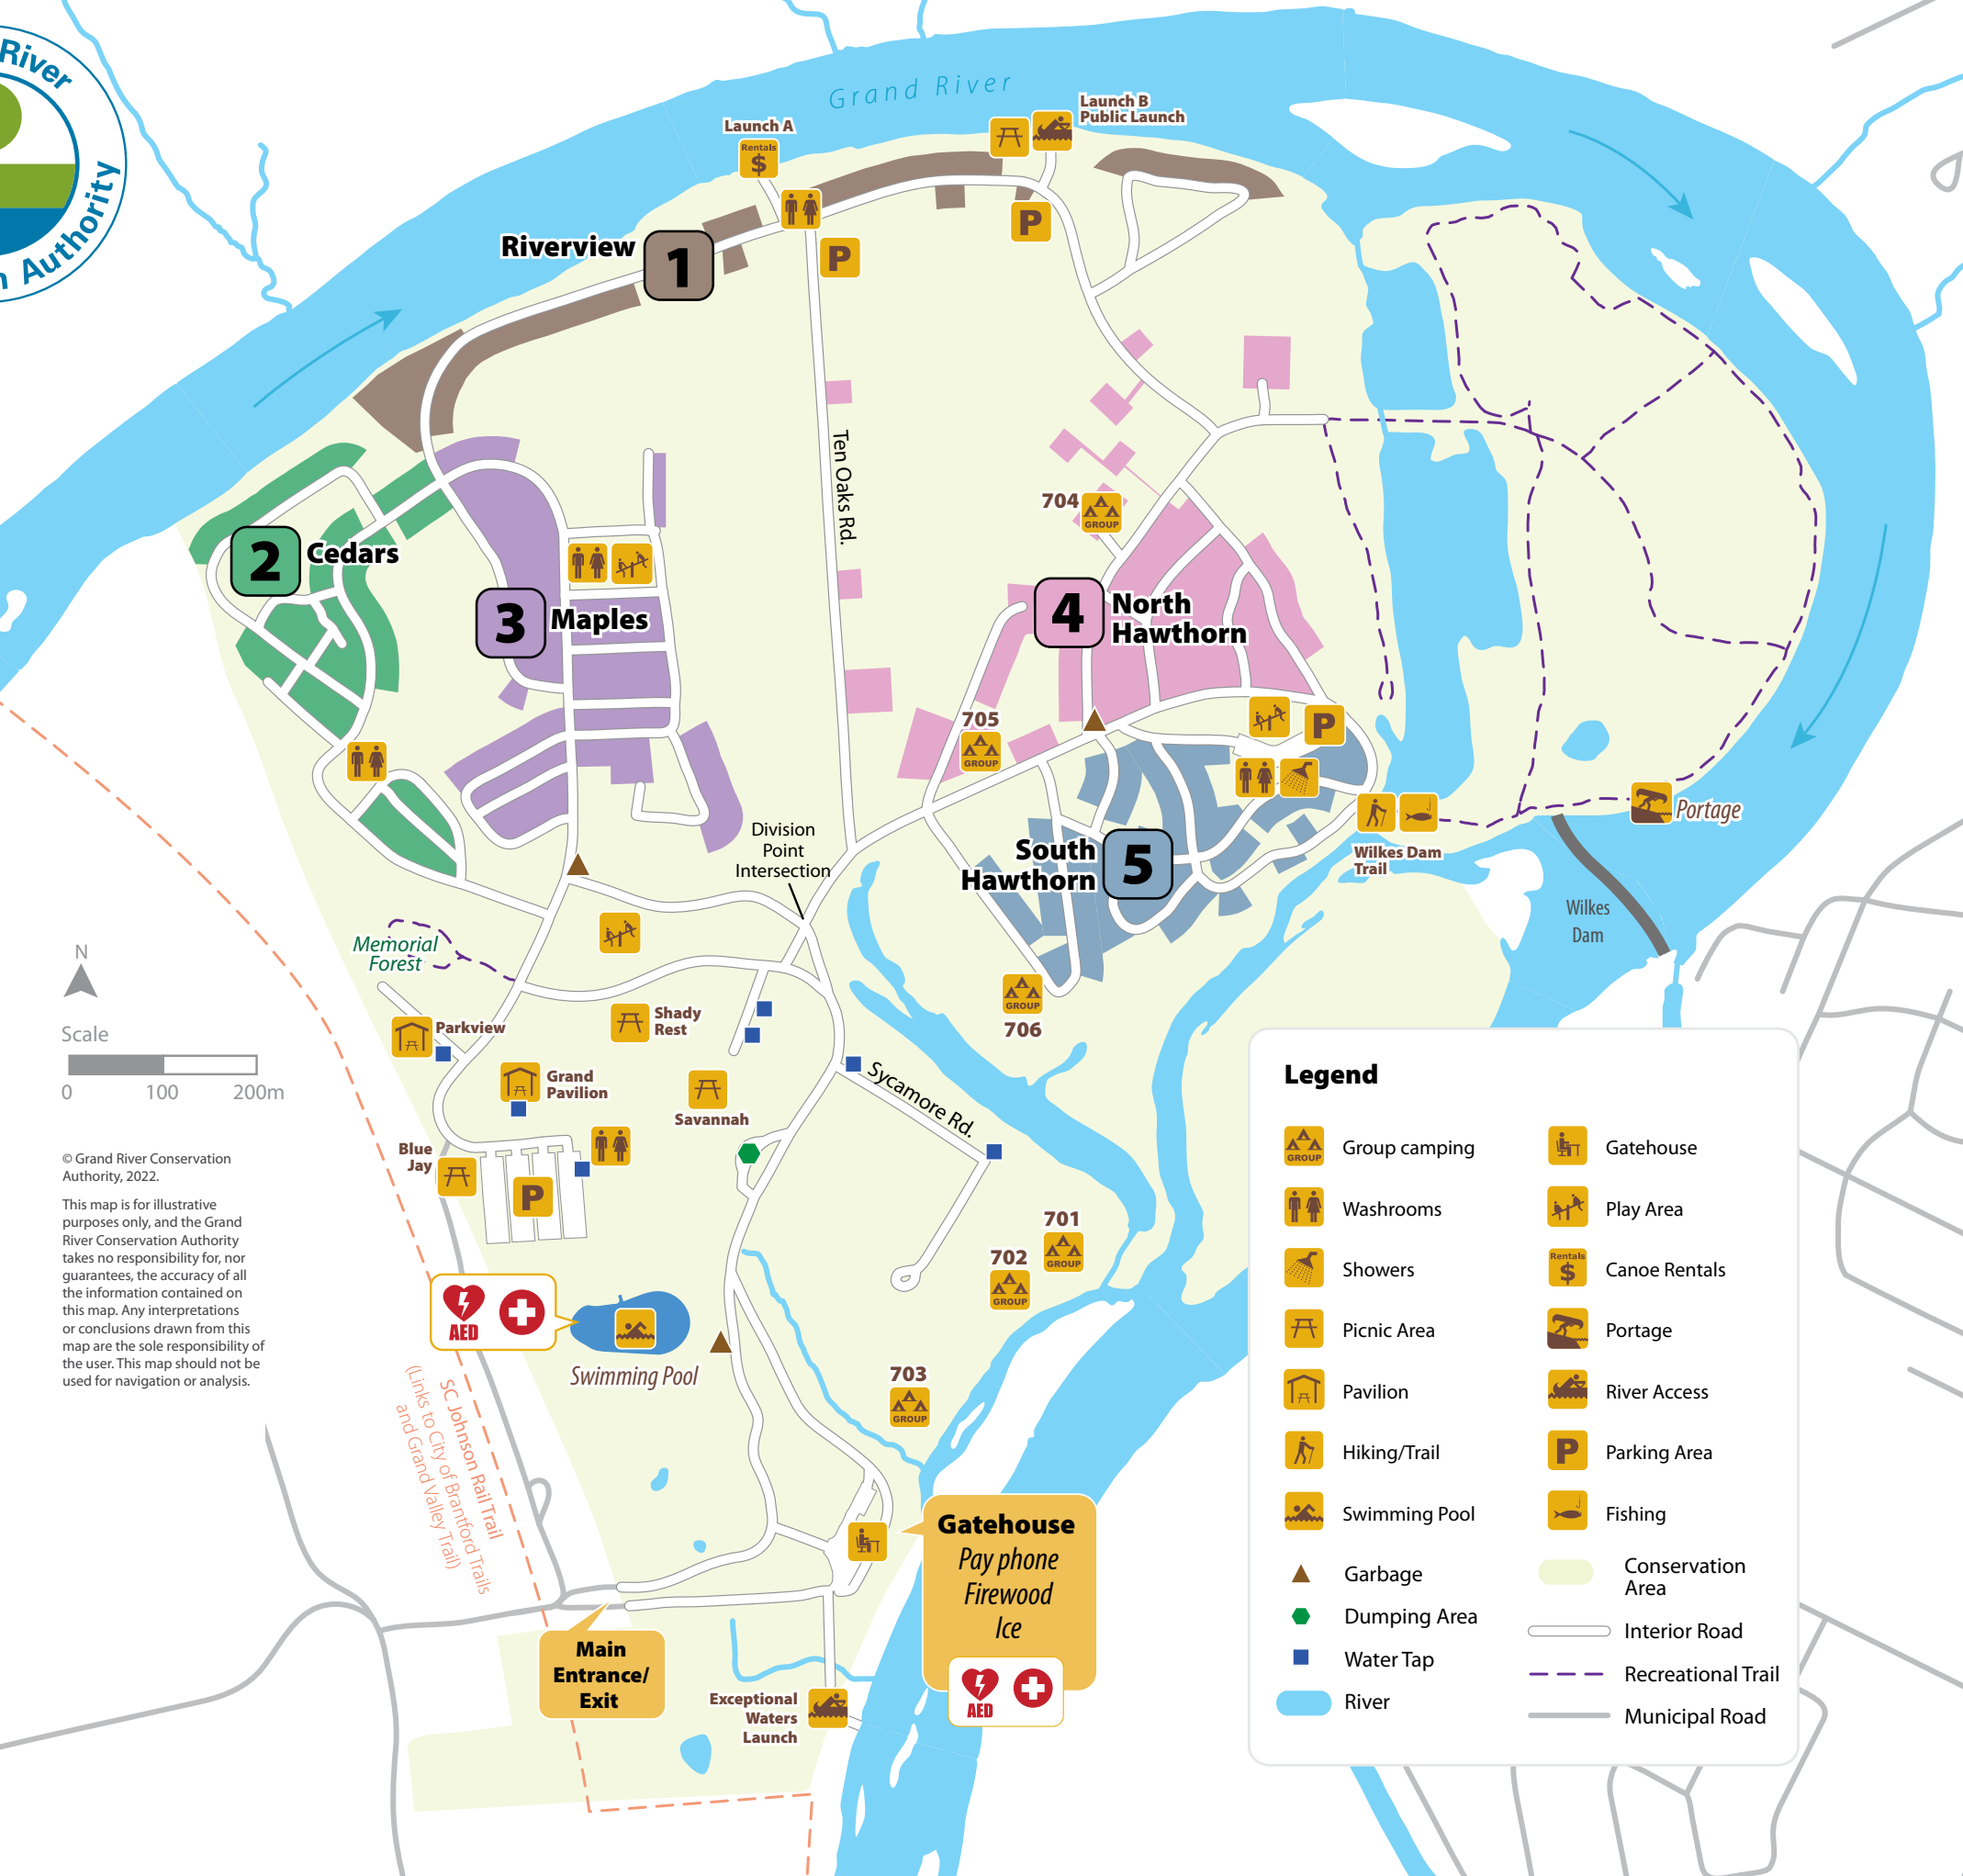 River
Authority
Grand River
Launch A
Rentals
$
Launch B
Public Launch
P
P
Riverview
1
2
Cedars
3
Maples
Ten Oaks Rd.
704
GROUP
4
North
Hawthorn
705
GROUP
P
Portage
Wilkes Dam
Trail
Wilkes
Dam
Division
Point
Intersection
South
Hawthorn
5
706
GROUP
Memorial
Forest
N
Scale
0 100 200m
Parkview
Shady
Rest
Grand
Pavilion
Savannah
Sycamore Rd.
Blue
Jay
P
701
GROUP
702
GROUP
703
GROUP
AED
Swimming Pool
© Grand River Conservation
Authority, 2022.
This map is for illustrative
purposes only, and the Grand
River Conservation Authority
takes no responsibility for, nor
guarantees, the accuracy of all
the information contained on
this map. Any interpretations
or conclusions drawn from this
map are the sole responsibility of
the user. This map should not be
used for navigation or analysis.
SC Johnson Rail Trail
(Links to City of Brantford Trails
and Grand Valley Trail)
Gatehouse
Pay phone
Firewood
Ice
AED
Main
Entrance/
Exit
Exceptional
Waters
Launch
Legend
GROUP
Group camping
Washrooms
Showers
Picnic Area
Pavilion
Hiking/Trail
Swimming Pool
Garbage
Dumping Area
Water Tap
River
Gatehouse
Play Area
Rentals
$
Canoe Rentals
Portage
River Access
P
Parking Area
Fishing
Conservation
Area
Interior Road
Recreational Trail
Municipal Road